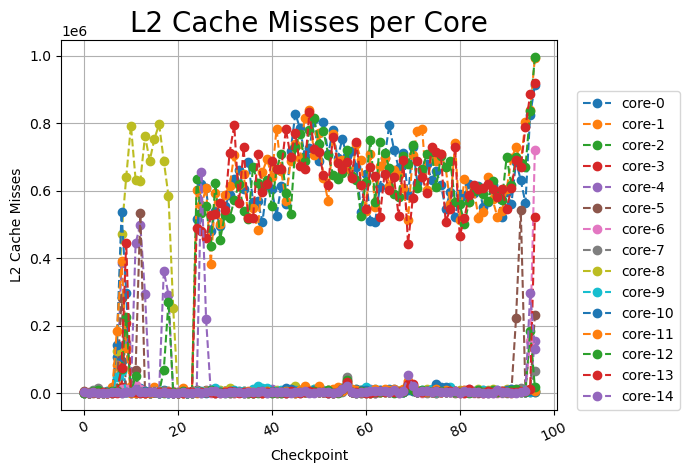 L2 Cache Misses per Core
1e6
1.0
0.8
0.6
0.4
0.2
0.0
L2 Cache Misses
0
20
40
60
80
100
Checkpoint
core-0
core-1
core-2
core-3
core-4
core-5
core-6
core-7
core-8
core-9
core-10
core-11
core-12
core-13
core-14